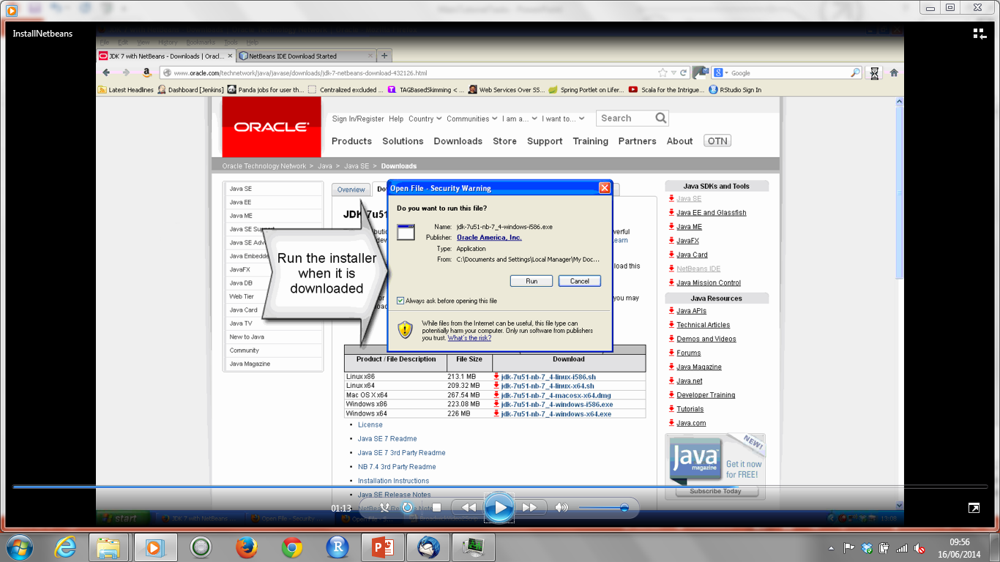 InstallNetbeans
File Edit View History Bookmarks Tools Help
JDK 7 with NetBeans - Downloads | Oracl...
NetBeans IDE Download Started
www.oracle.com/technetwork/java/javase/downloads/jdk-7-netbeans-download-432126.html
Google
Latest Headlines Dashboard [Jenkins] Panda jobs for user th... Centralized excluded ... TAGBasedSkimming < ... Web Services Over SS... Spring Portlet on Lifer... Scala for the Intrigue... RStudio Sign In
ORACLE
Sign In/Register Help Country Communities I am a... I want to... Search
Products Solutions Downloads Store Support Training Partners About OTN
Oracle Technology Network > Java > Java SE > Downloads
Java SE
Java EE
Java ME
Java SE Support
Java SE Adv
Java Embedde
JavaFX
Java DB
Web Tier
Java Card
Java TV
New to Java
Community
Java Magazine
Overview
Do
JDK 7u51
Run the installer
when it is
downloaded
Open File - Security Warning
Do you want to run this file?
Name: jdk-7u51-nb-7_4-windows-i586.exe
Publisher: Oracle America, Inc.
Type: Application
From: C:\Documents and Settings\Local Manager\My Doc...
Run Cancel
Always ask before opening this file
While files from the Internet can be useful, this file type can
potentially harm your computer. Only run software from publishers
you trust. What's the risk?
Product / File Description File Size Download
Linux x86 213.1 MB jdk-7u51-nb-7_4-linux-i586.sh
Linux x64 209.32 MB jdk-7u51-nb-7_4-linux-x64.sh
Mac OS X x64 267.54 MB jdk-7u51-nb-7_4-macosx-x64.dmg
Windows x86 223.08 MB jdk-7u51-nb-7_4-windows-i586.exe
Windows x64 226 MB jdk-7u51-nb-7_4-windows-x64.exe
License
Java SE 7 Readme
Java SE 7 3rd Party Readme
NB 7.4 3rd Party Readme
Installation Instructions
Java SE Release Notes
Java SDKs and Tools
Java SE
Java EE and Glassfish
Java ME
JavaFX
Java Card
NetBeans IDE
Java Mission Control
Java Resources
Java APIs
Technical Articles
Demos and Videos
Forums
Java Magazine
Java.net
Developer Training
Tutorials
Java.com
NEW!
Java
magazine
Get it now
for FREE!
Subscribe Today
01:13
start JDK 7 with NetBeans Open File - Security 13:08
09:56
16/06/2014